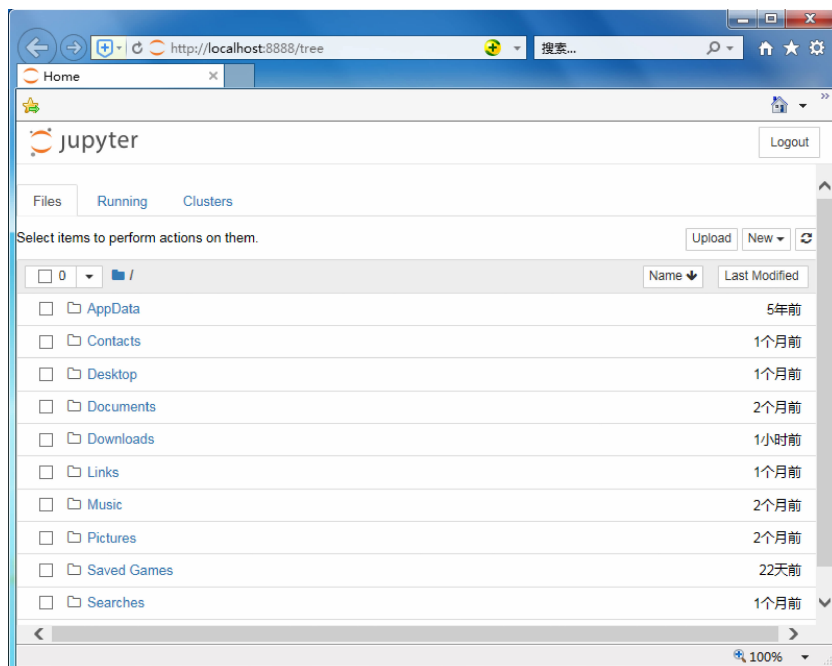 http://localhost:8888/tree 搜索...
Home
jupyter Logout
Files Running Clusters
Select items to perform actions on them. Upload New
0 / Name Last Modified
AppData 5年前
Contacts 1个月前
Desktop 1个月前
Documents 2个月前
Downloads 1小时前
Links 1个月前
Music 2个月前
Pictures 2个月前
Saved Games 22天前
Searches 1个月前
100%